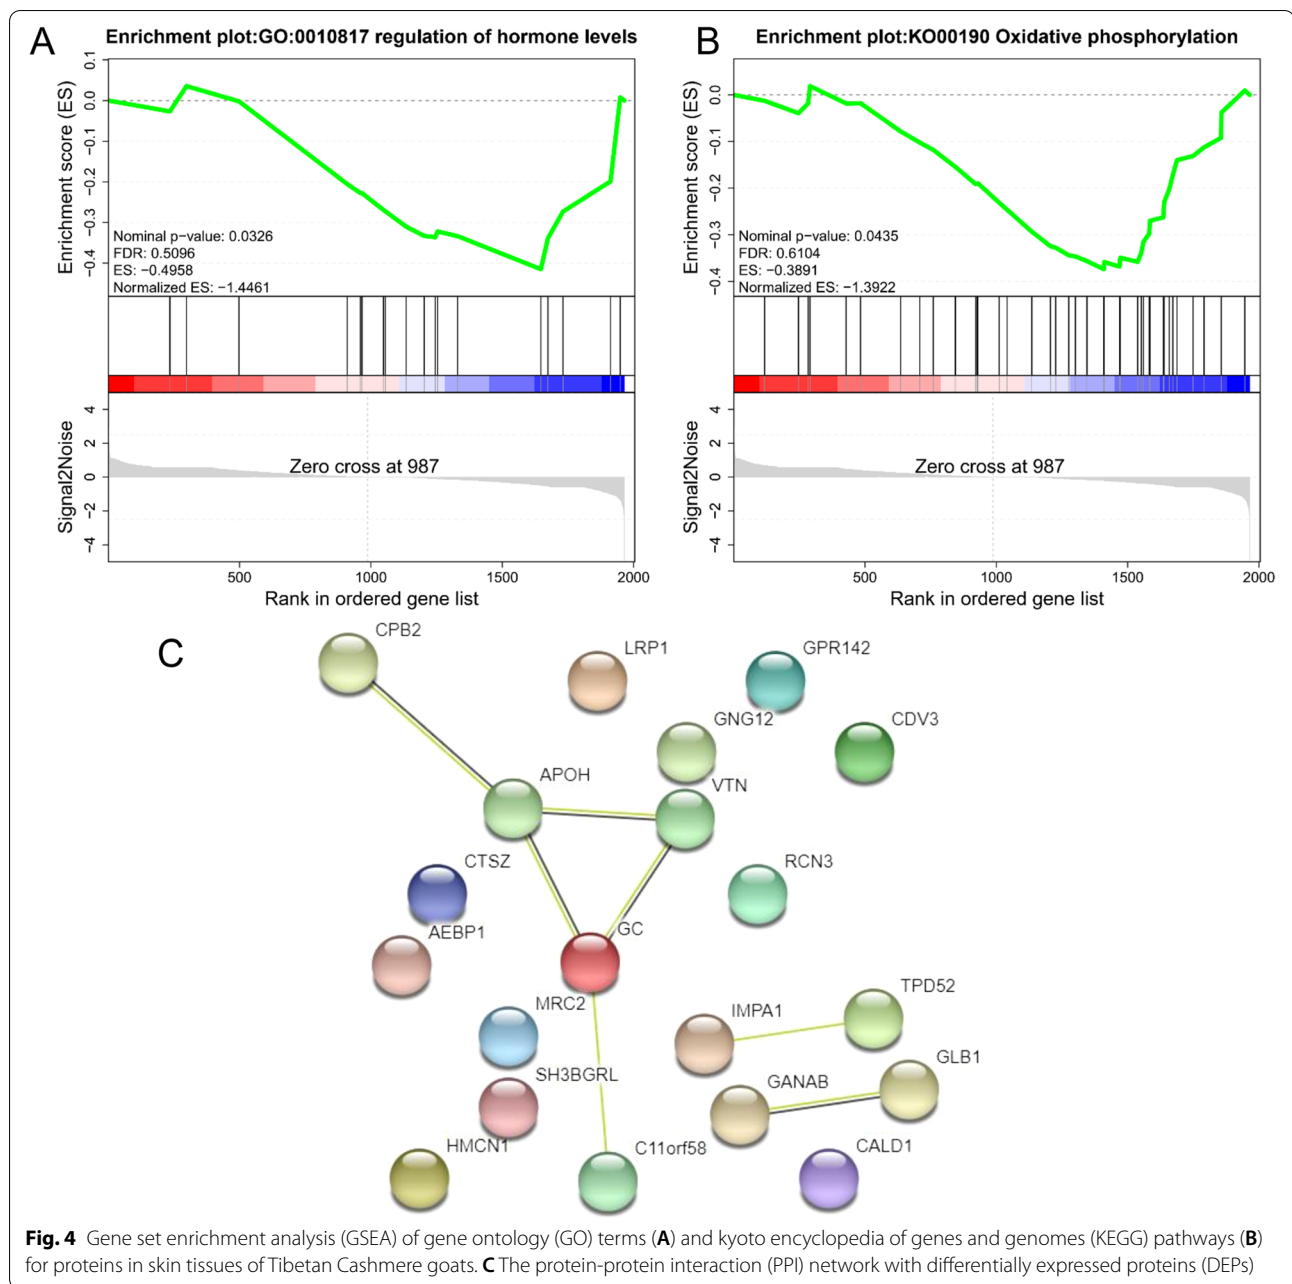 A
Enrichment plot:GO:0010817 regulation of hormone levels
Enrichment score (ES)
0.1
0.0
−0.1
−0.2
−0.3
−0.4
Nominal p−value: 0.0326
FDR: 0.5096
ES: −0.4958
Normalized ES: −1.4461
Signal2Noise
4
2
0
−2
−4
Zero cross at 987
500 1000 1500 2000
Rank in ordered gene list
B
Enrichment plot:KO00190 Oxidative phosphorylation
Enrichment score (ES)
0.0
−0.1
−0.2
−0.3
−0.4
Nominal p−value: 0.0435
FDR: 0.6104
ES: −0.3891
Normalized ES: −1.3922
Signal2Noise
4
2
0
−2
−4
Zero cross at 987
500 1000 1500 2000
Rank in ordered gene list
C
CPB2
LRP1
GPR142
GNG12
CDV3
APOH
VTN
CTSZ
RCN3
AEBP1
GC
MRC2
IMPA1
TPD52
SH3BGRL
GANAB
GLB1
HMCN1
C11orf58
CALD1
Fig. 4 Gene set enrichment analysis (GSEA) of gene ontology (GO) terms (A) and kyoto encyclopedia of genes and genomes (KEGG) pathways (B)
for proteins in skin tissues of Tibetan Cashmere goats. C The protein-protein interaction (PPI) network with differentially expressed proteins (DEPs)